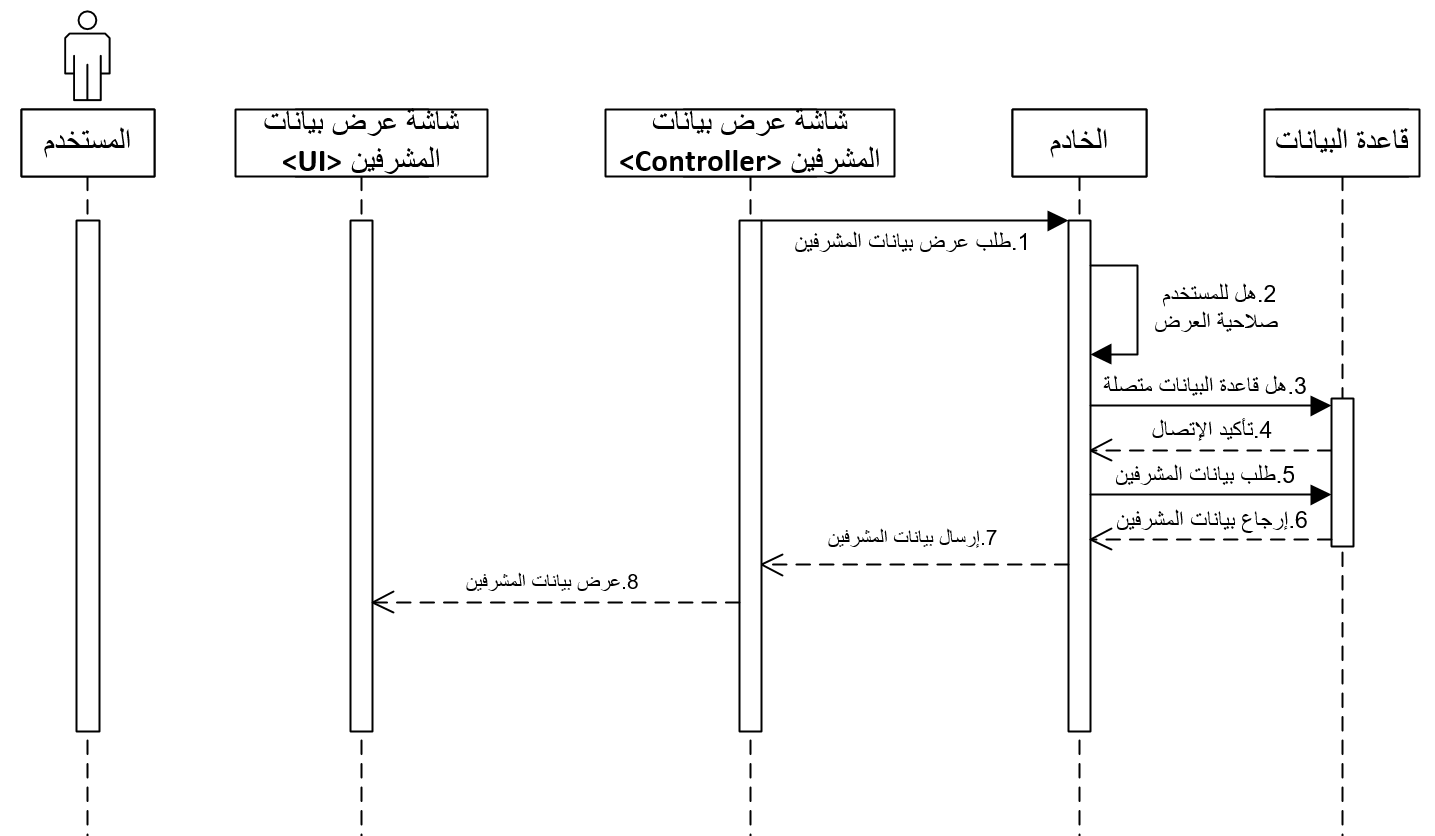 المستخدم
شاشة عرض بيانات
المشرفين <UI>
شاشة عرض بيانات
المشرفين <Controller>
الخادم
قاعدة البيانات
1.طلب عرض بيانات المشرفين
2.هل للمستخدم
صلاحية العرض
3.هل قاعدة البيانات متصلة
4.تأكيد الإتصال
5.طلب بيانات المشرفين
6.إرجاع بيانات المشرفين
7.إرسال بيانات المشرفين
8.عرض بيانات المشرفين